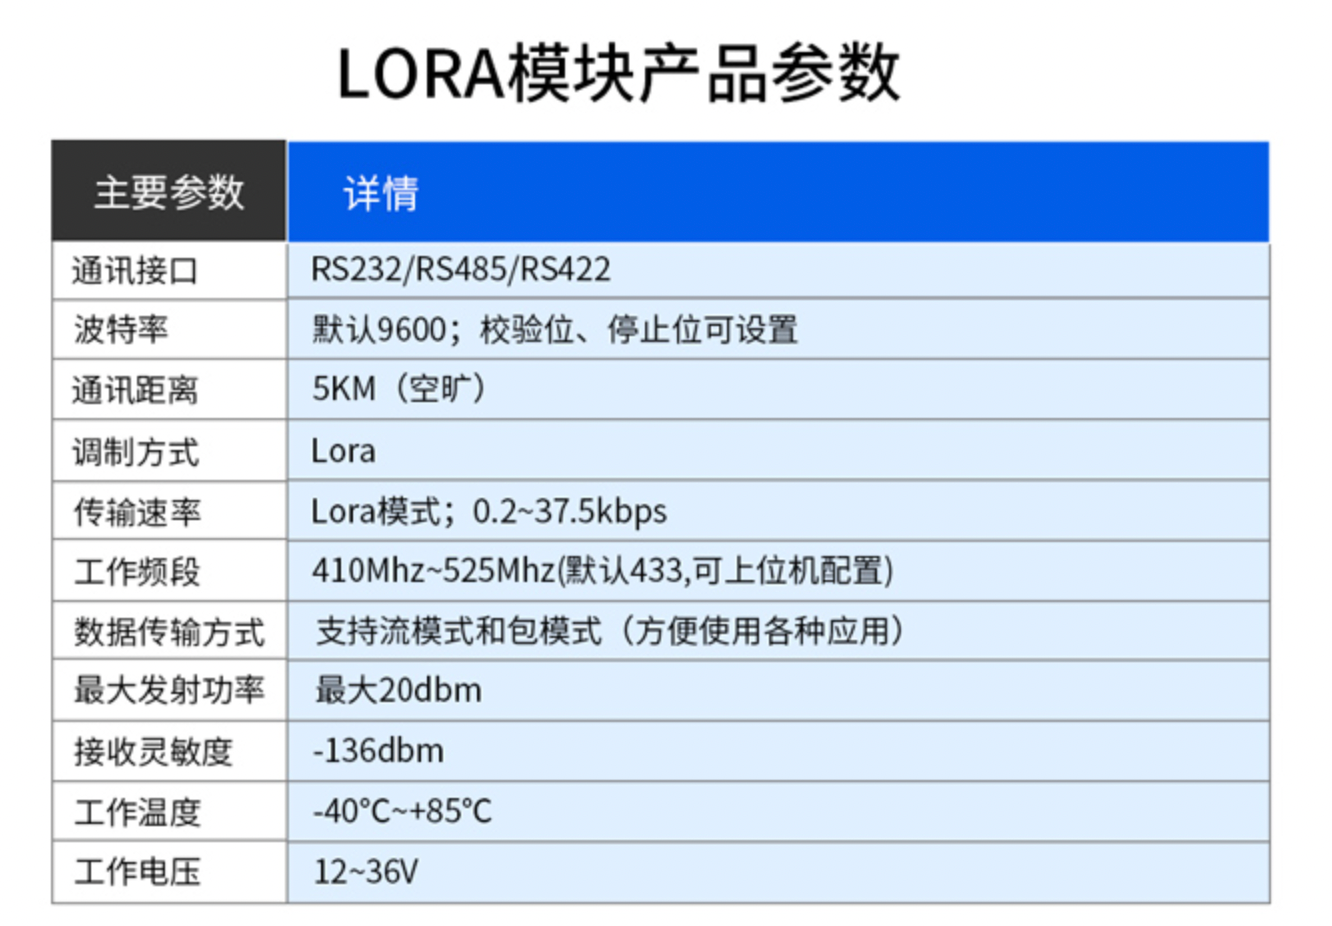 LORA模块产品参数
主要参数 详情
通讯接口 RS232/RS485/RS422
波特率 默认9600；校验位、停止位可设置
通讯距离 5KM（空旷）
调制方式 Lora
传输速率 Lora模式；0.2~37.5kbps
工作频段 410Mhz~525Mhz(默认433,可上位机配置)
数据传输方式 支持流模式和包模式（方便使用各种应用）
最大发射功率 最大20dbm
接收灵敏度 -136dbm
工作温度 -40℃~+85℃
工作电压 12~36V